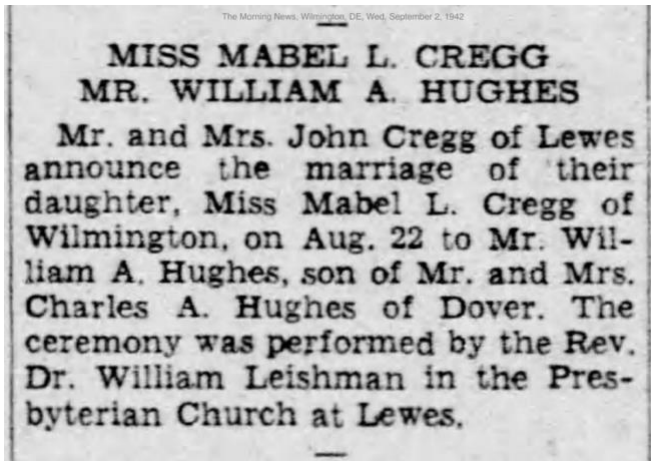 The Morning News, Wilmington, DE, Wed, September 2, 1942
MISS MABEL L. CREGG
MR. WILLIAM A. HUGHES
Mr. and Mrs. John Cregg of Lewes
announce the marriage of their
daughter, Miss Mabel L. Cregg of
Wilmington, on Aug. 22 to Mr. Wil-
liam A. Hughes, son of Mr. and Mrs.
Charles A. Hughes of Dover. The
ceremony was performed by the Rev.
Dr. William Leishman in the Pres-
byterian Church at Lewes.